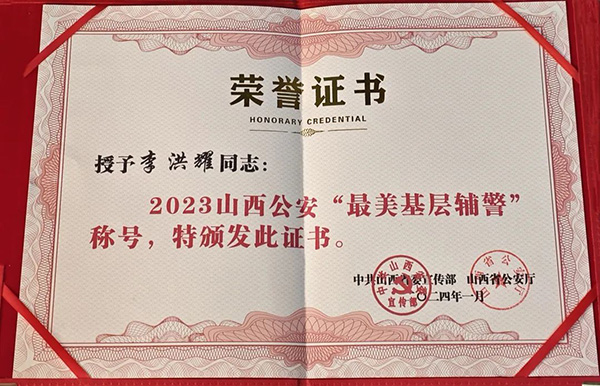 荣誉证书
HONORARY CREDENTIAL
授予李洪耀同志：
2023山西公安“最美基层辅警”
称号，特颁发此证书。
中共山西省委宣传部 山西省公安厅
二〇二四年一月
宣传部